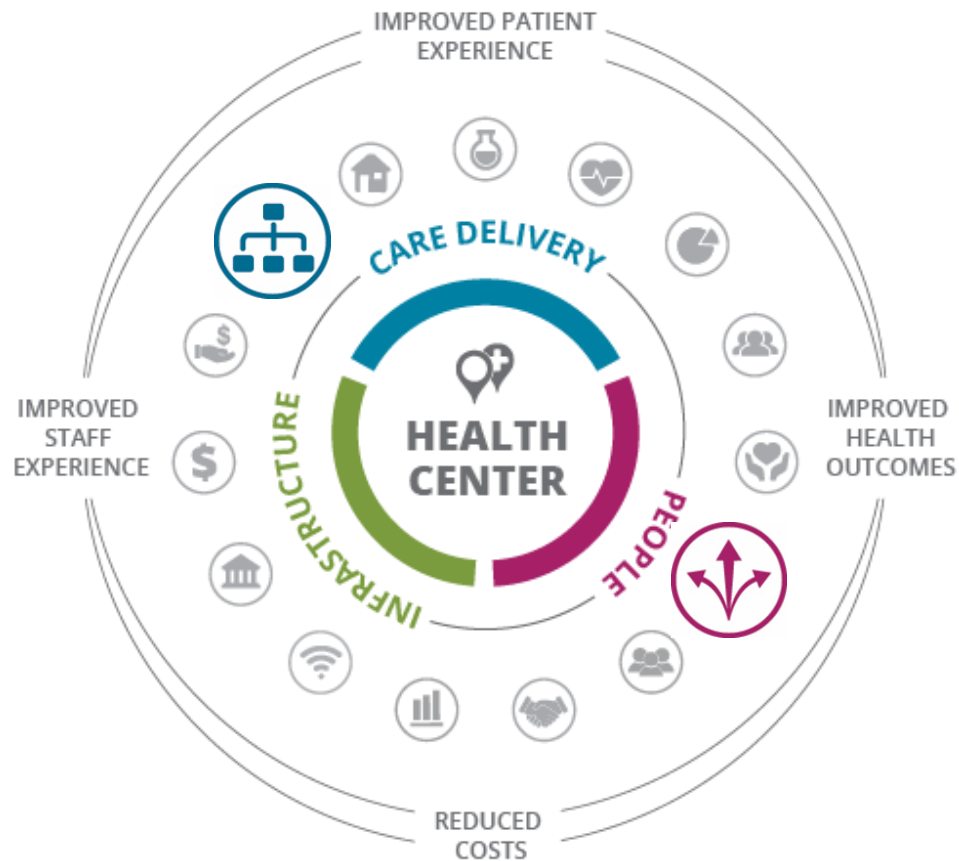 IMPROVED PATIENT
EXPERIENCE
CARE DELIVERY
$
IMPROVED
STAFF
EXPERIENCE
$
INFRASTRUCTURE
HEALTH
CENTER
PEOPLE
IMPROVED
HEALTH
OUTCOMES
REDUCED
COSTS